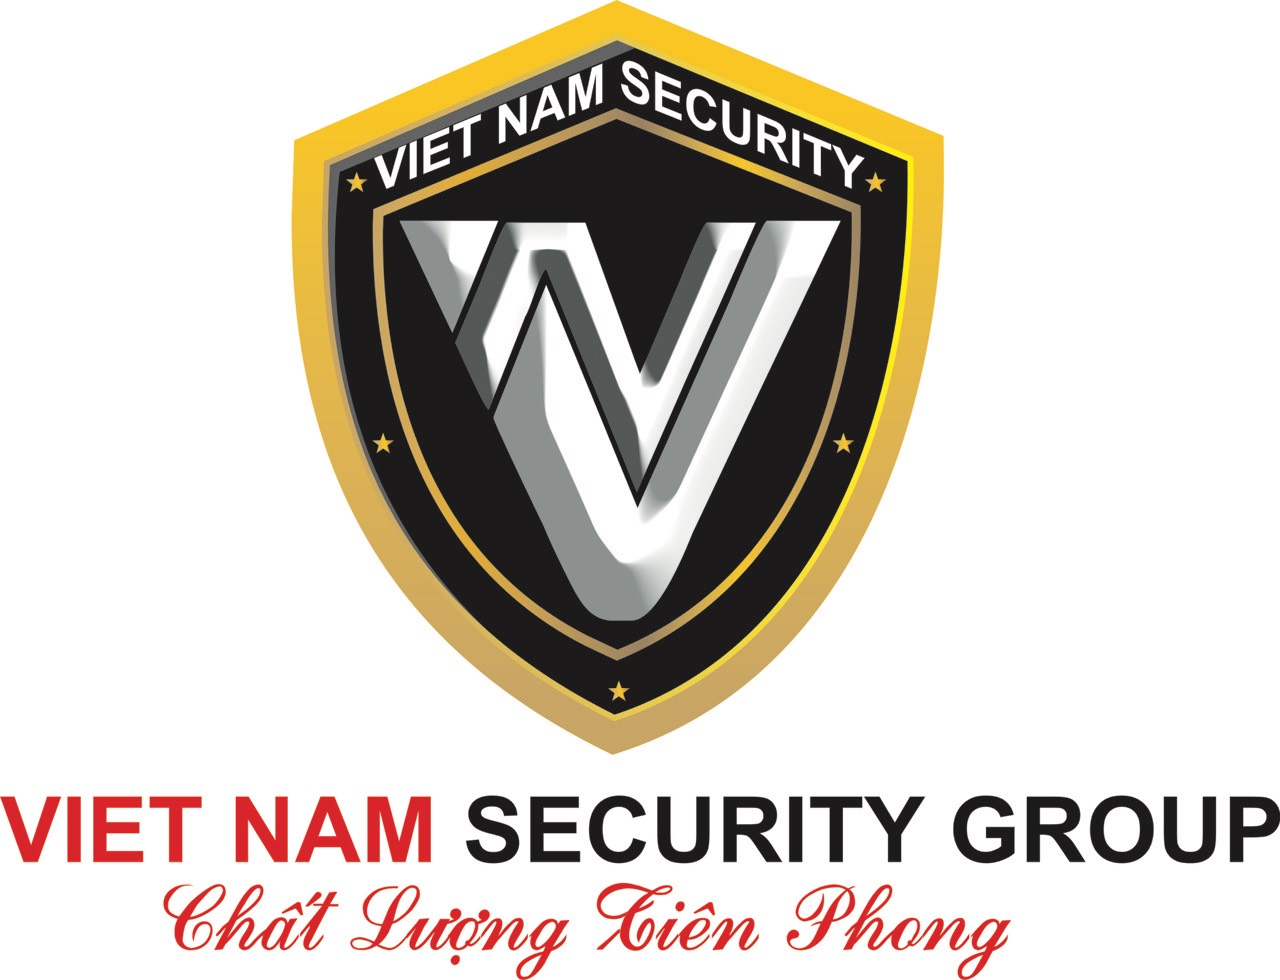 VIET NAM SECURITY
VIET NAM SECURITY GROUP
Chất Lượng Tiên Phong